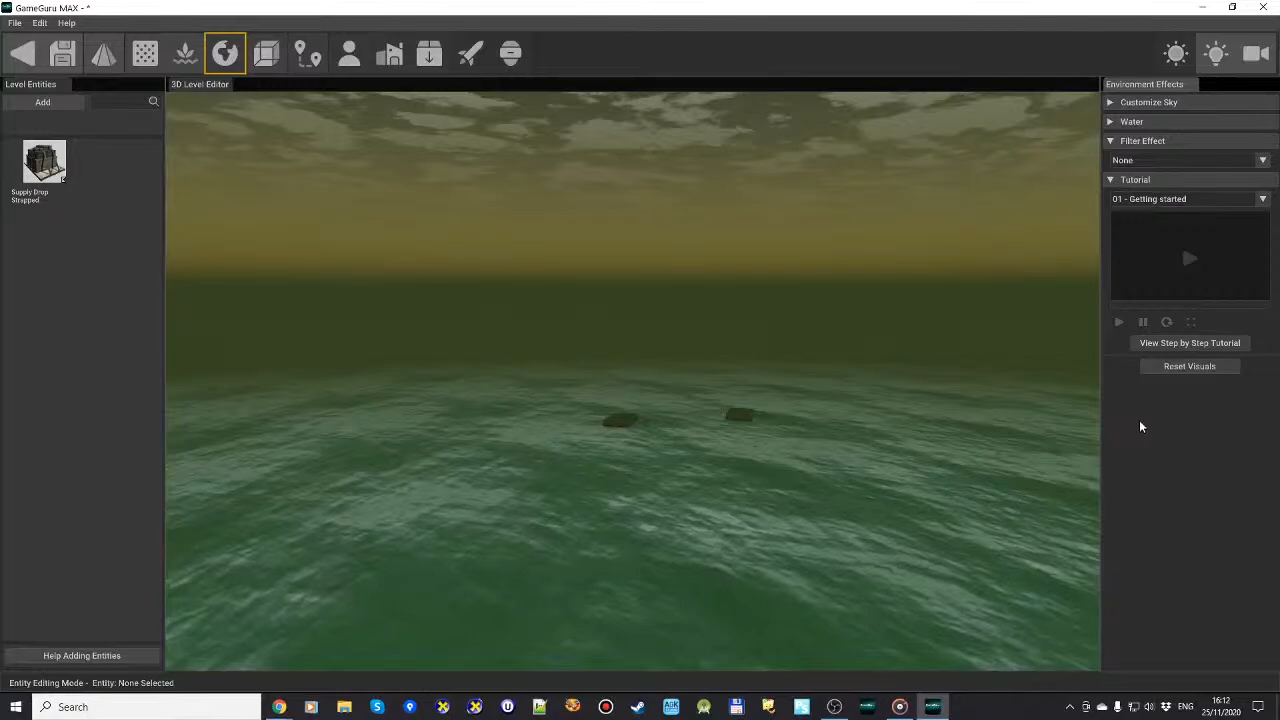 GameGuru MAX - *
File Edit Help
Level Entities
3D Level Editor
Environment Effects
Add
Customize Sky
Water
Filter Effect
None
Tutorial
01 - Getting started
Supply Drop
Strapped
View Step by Step Tutorial
Reset Visuals
Help Adding Entities
Entity Editing Mode - Entity: None Selected
Search
16:12
25/11/2020